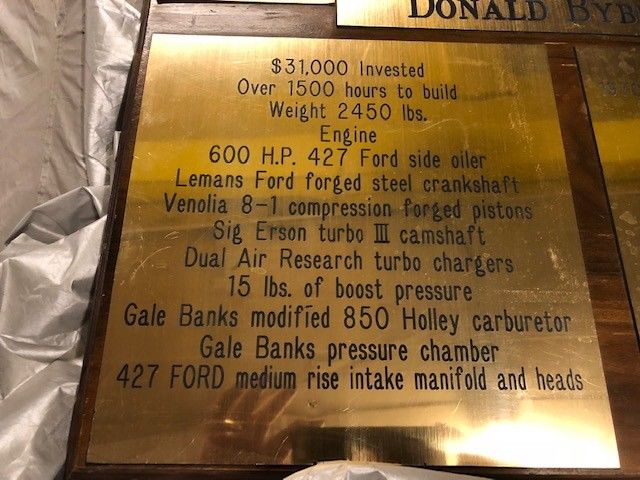 DONALD
$31,000 Invested
Over 1500 hours to build
Weight 2450 lbs.
Engine
600 H.P. 427 Ford side oiler
Lemans Ford forged steel crankshaft
Venolia 8-1 compression forged pistons
Sig Erson turbo III camshaft
Dual Air Research turbo chargers
15 lbs. of boost pressure
Gale Banks modified 850 Holley carburetor
Gale Banks pressure chamber
427 FORD medium rise intake manifold and heads